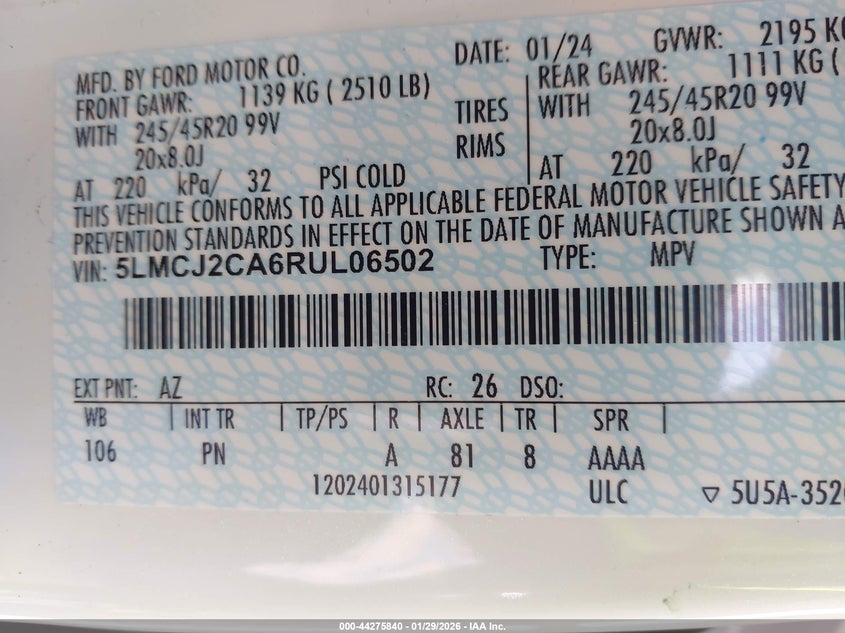 MFD. BY FORD MOTOR CO.
DATE: 01/24 GVWR: 2195 KG
FRONT GAWR: 1139 KG ( 2510 LB)
REAR GAWR: 1111 KG (
WITH 245/45R20 99V TIRES WITH 245/45R20 99V
20x8.0J RIMS 20x8.0J
AT 220 kPa/ 32 PSI COLD AT 220 kPa/ 32
THIS VEHICLE CONFORMS TO ALL APPLICABLE FEDERAL MOTOR VEHICLE SAFETY
PREVENTION STANDARDS IN EFFECT ON THE DATE OF MANUFACTURE SHOWN A
VIN: 5LMCJ2CA6RUL06502 TYPE: MPV
EXT PNT: AZ RC: 26 DSO:
WB | INT TR | TP/PS | R | AXLE | TR | SPR
106 PN A 81 8 AAAA
1202401315177 ULC ▽ 5U5A-352
000-44275840 - 01/29/2026 - IAA Inc.